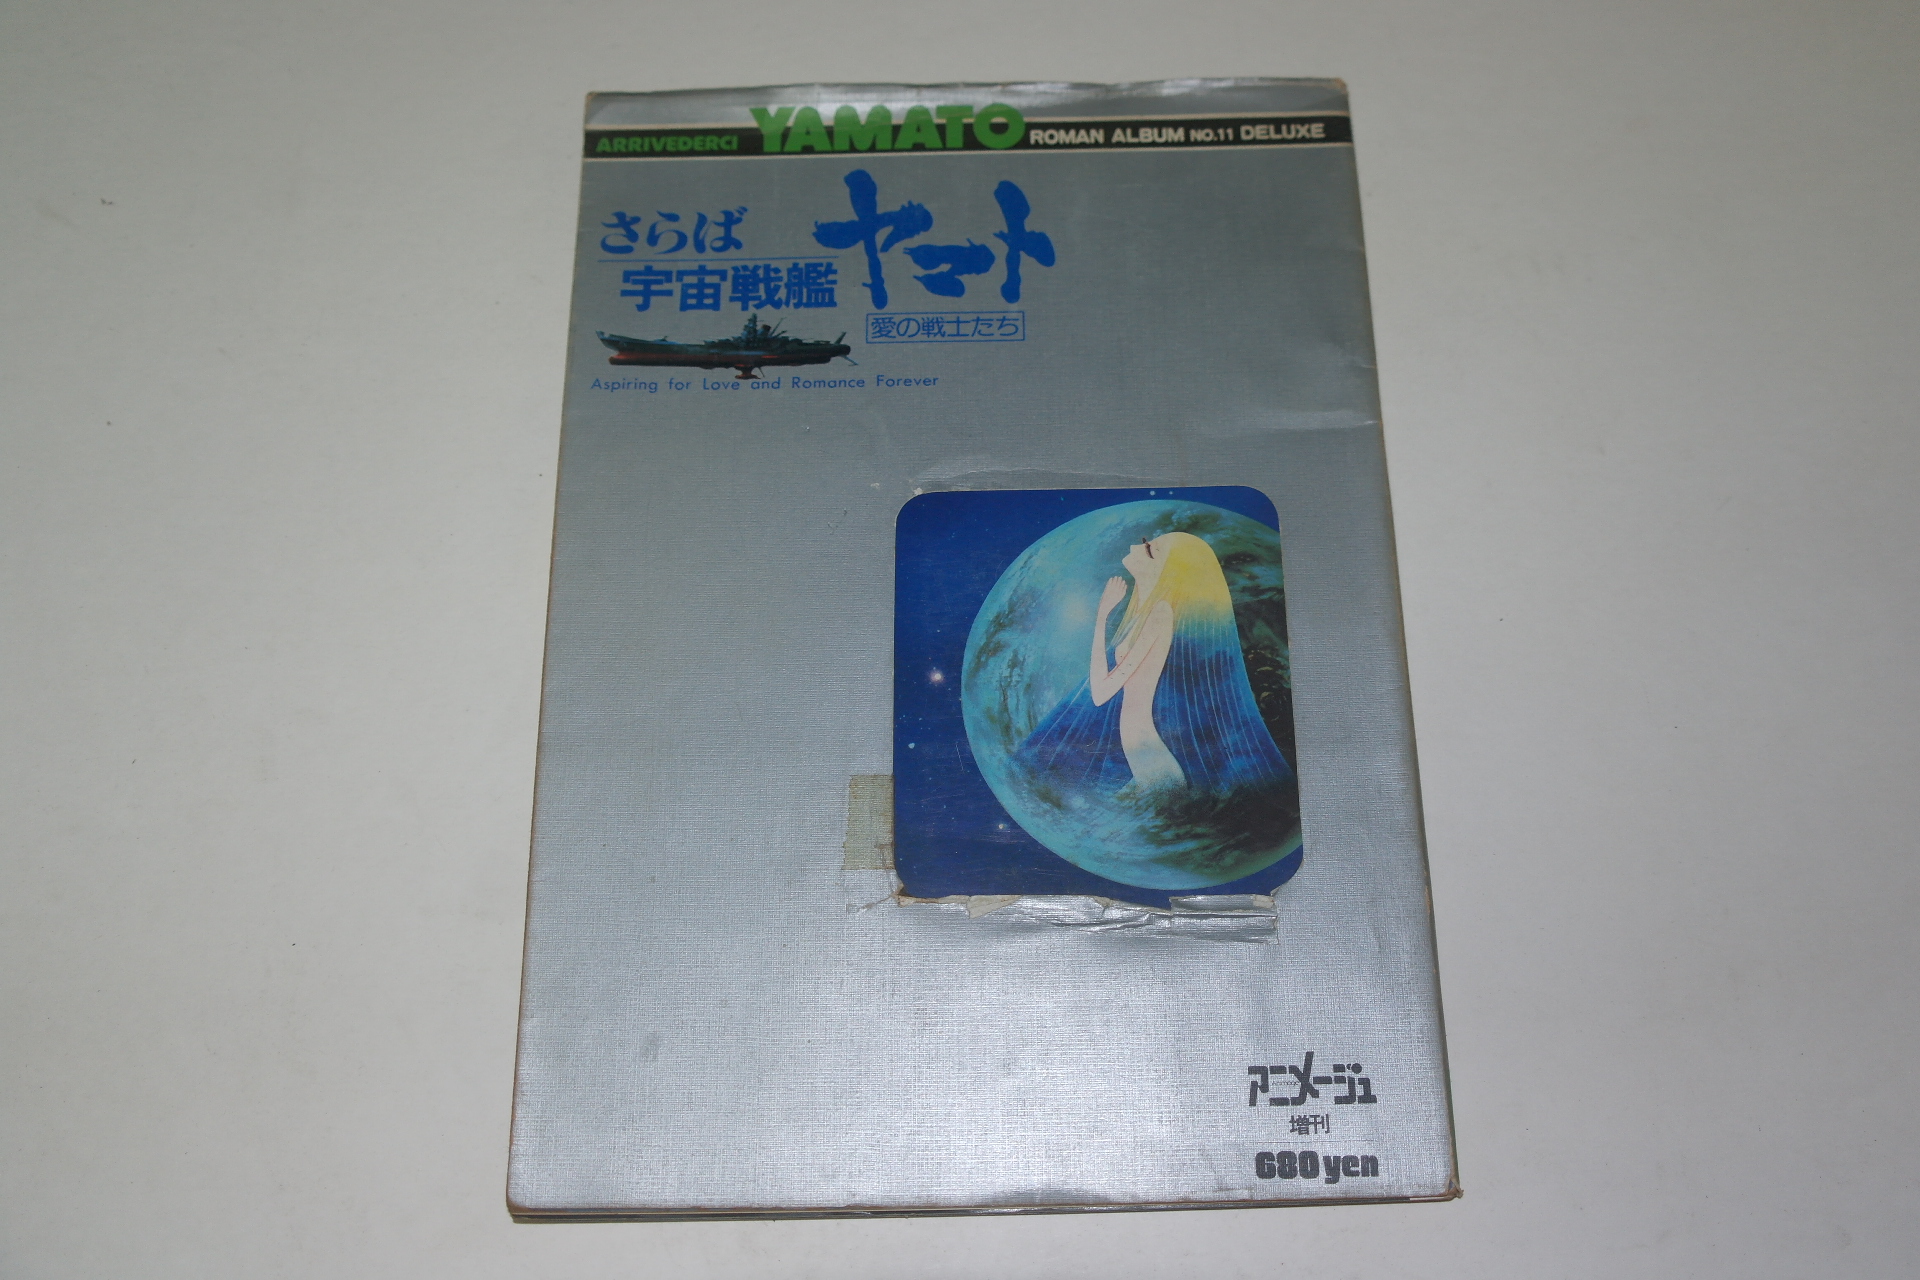 ARRIVEDERCI YAMATO ROMAN ALBUM NO.11 DELUXE
さらば
宇宙戦艦
ヤマト
愛の戦士たち
Aspiring for Love and Romance Forever
アニメージュ
増刊
680yen